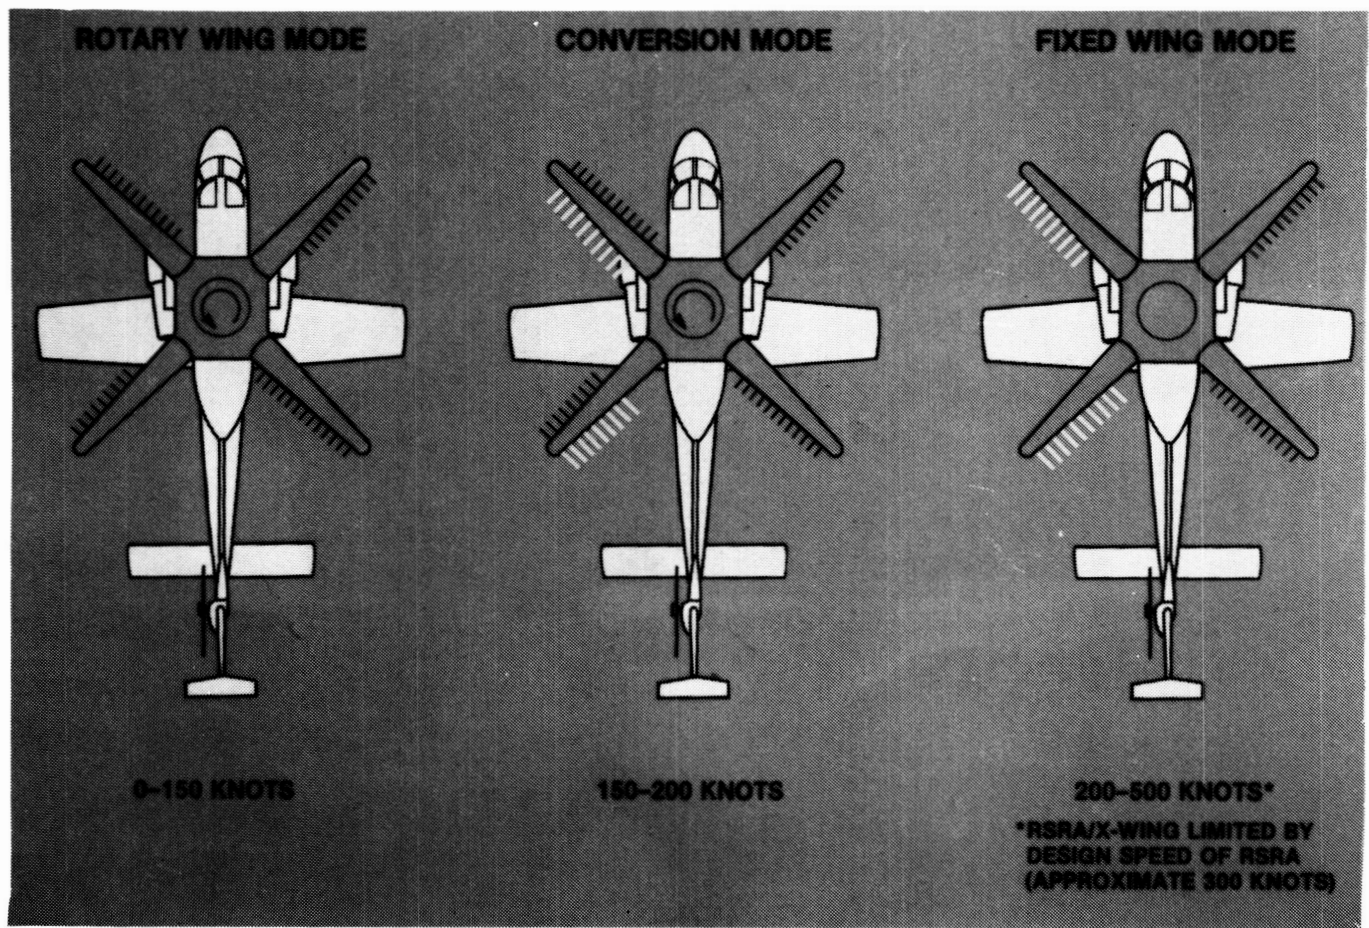 ROTARY WING MODE
CONVERSION MODE
FIXED WING MODE
0–150 KNOTS
150–200 KNOTS
200–500 KNOTS*
*RSRA/X-WING LIMITED BY
DESIGN SPEED OF RSRA
(APPROXIMATE 300 KNOTS)